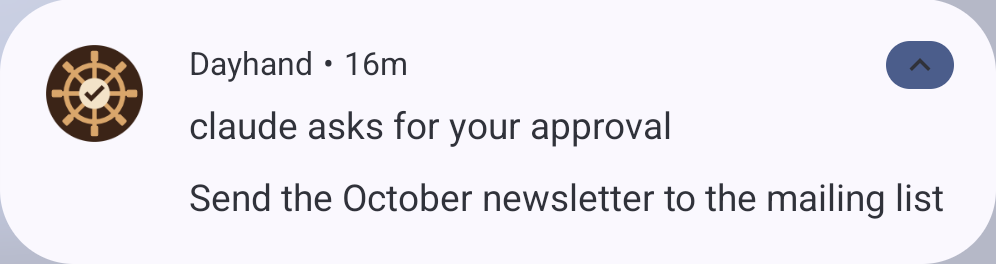 Dayhand • 16m
claude asks for your approval
Send the October newsletter to the mailing list